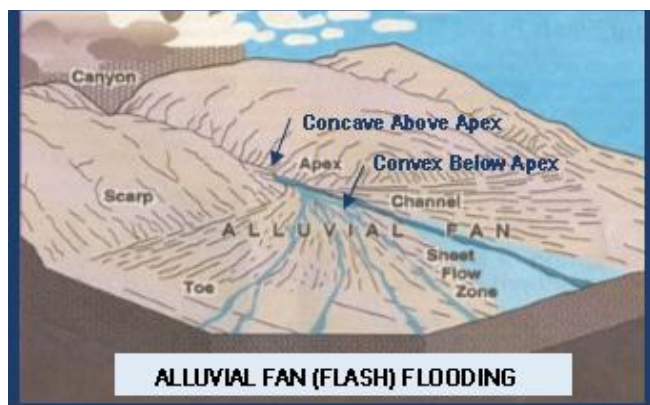 Canyon
Concave Above Apex
Apex
Convex Below Apex
Scarp
Channel
ALLUVIAL FAN
Sheet
Flow
Zone
Toe
ALLUVIAL FAN (FLASH) FLOODING